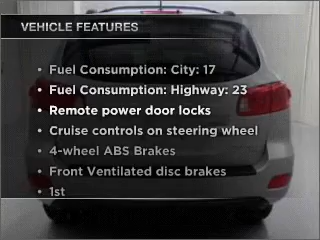 VEHICLE FEATURES
• Fuel Consumption: City: 17
• Fuel Consumption: Highway: 23
• Remote power door locks
• Cruise controls on steering wheel
• 4-wheel ABS Brakes
• Front Ventilated disc brakes
• 1st